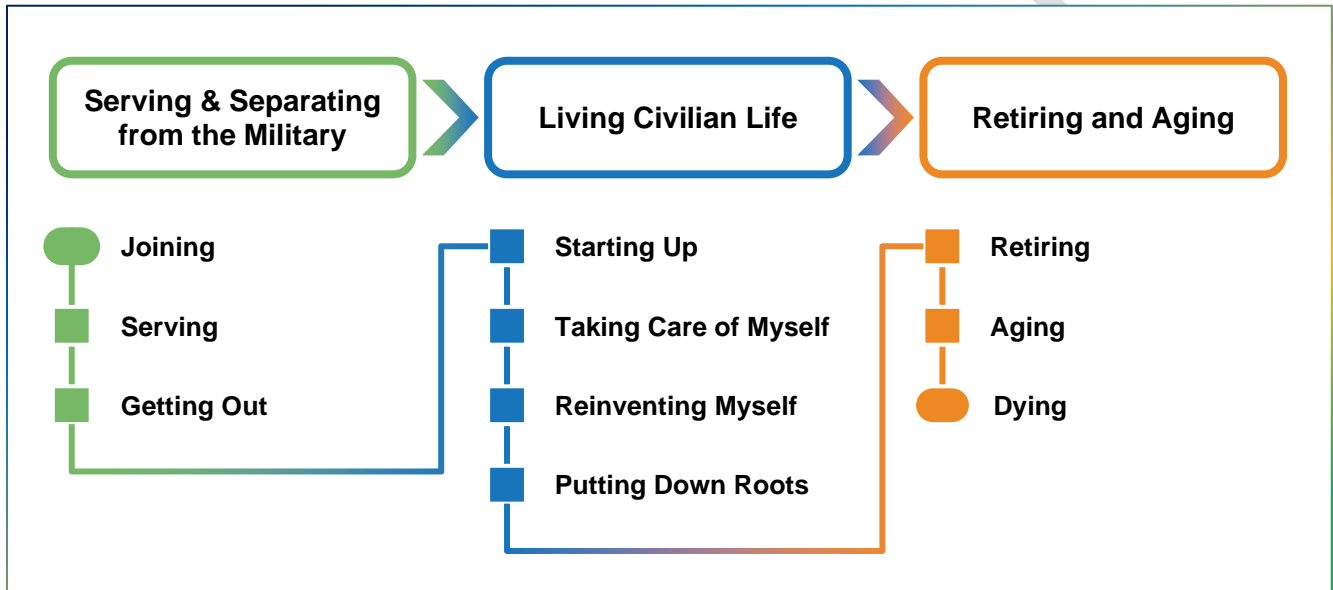 Serving & Separating
from the Military
Living Civilian Life
Retiring and Aging
Joining
Serving
Getting Out
Starting Up
Taking Care of Myself
Reinventing Myself
Putting Down Roots
Retiring
Aging
Dying